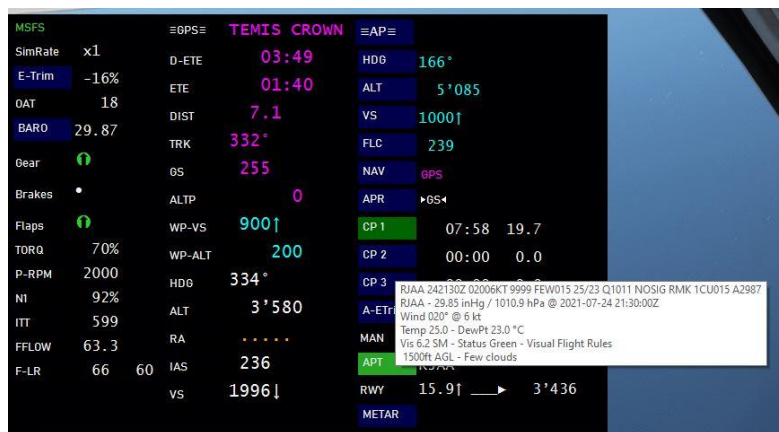 MSFS
SimRate x1
E-Trim -16%
OAT 18
BARO 29.87
Gear
Brakes
Flaps
TORQ 70%
P-RPM 2000
N1 92%
ITT 599
FFLOW 63.3
F-LR 66 60
≡GPS≡ TEMIS CROWN
D-ETE 03:49
ETE 01:40
DIST 7.1
TRK 332°
GS 255
ALTP 0
WP-VS 900↑
WP-ALT 200
HDG 334°
ALT 3'580
RA .....
IAS 236
VS 1996↓
≡AP≡
HDG 166°
ALT 5'085
VS 1000↑
FLC 239
NAV GPS
APR ▸GS◂
CP 1 07:58 19.7
CP 2 00:00 0.0
CP 3
A-ETri
MAN
APT RJAA
RWY 15.9↑ ___▸ 3'436
METAR
RJAA 242130Z 02006KT 9999 FEW015 25/23 Q1011 NOSIG RMK 1CU015 A2987
RJAA - 29.85 inHg / 1010.9 hPa @ 2021-07-24 21:30:00Z
Wind 020° @ 6 kt
Temp 25.0 - DewPt 23.0 °C
Vis 6.2 SM - Status Green - Visual Flight Rules
1500ft AGL - Few clouds